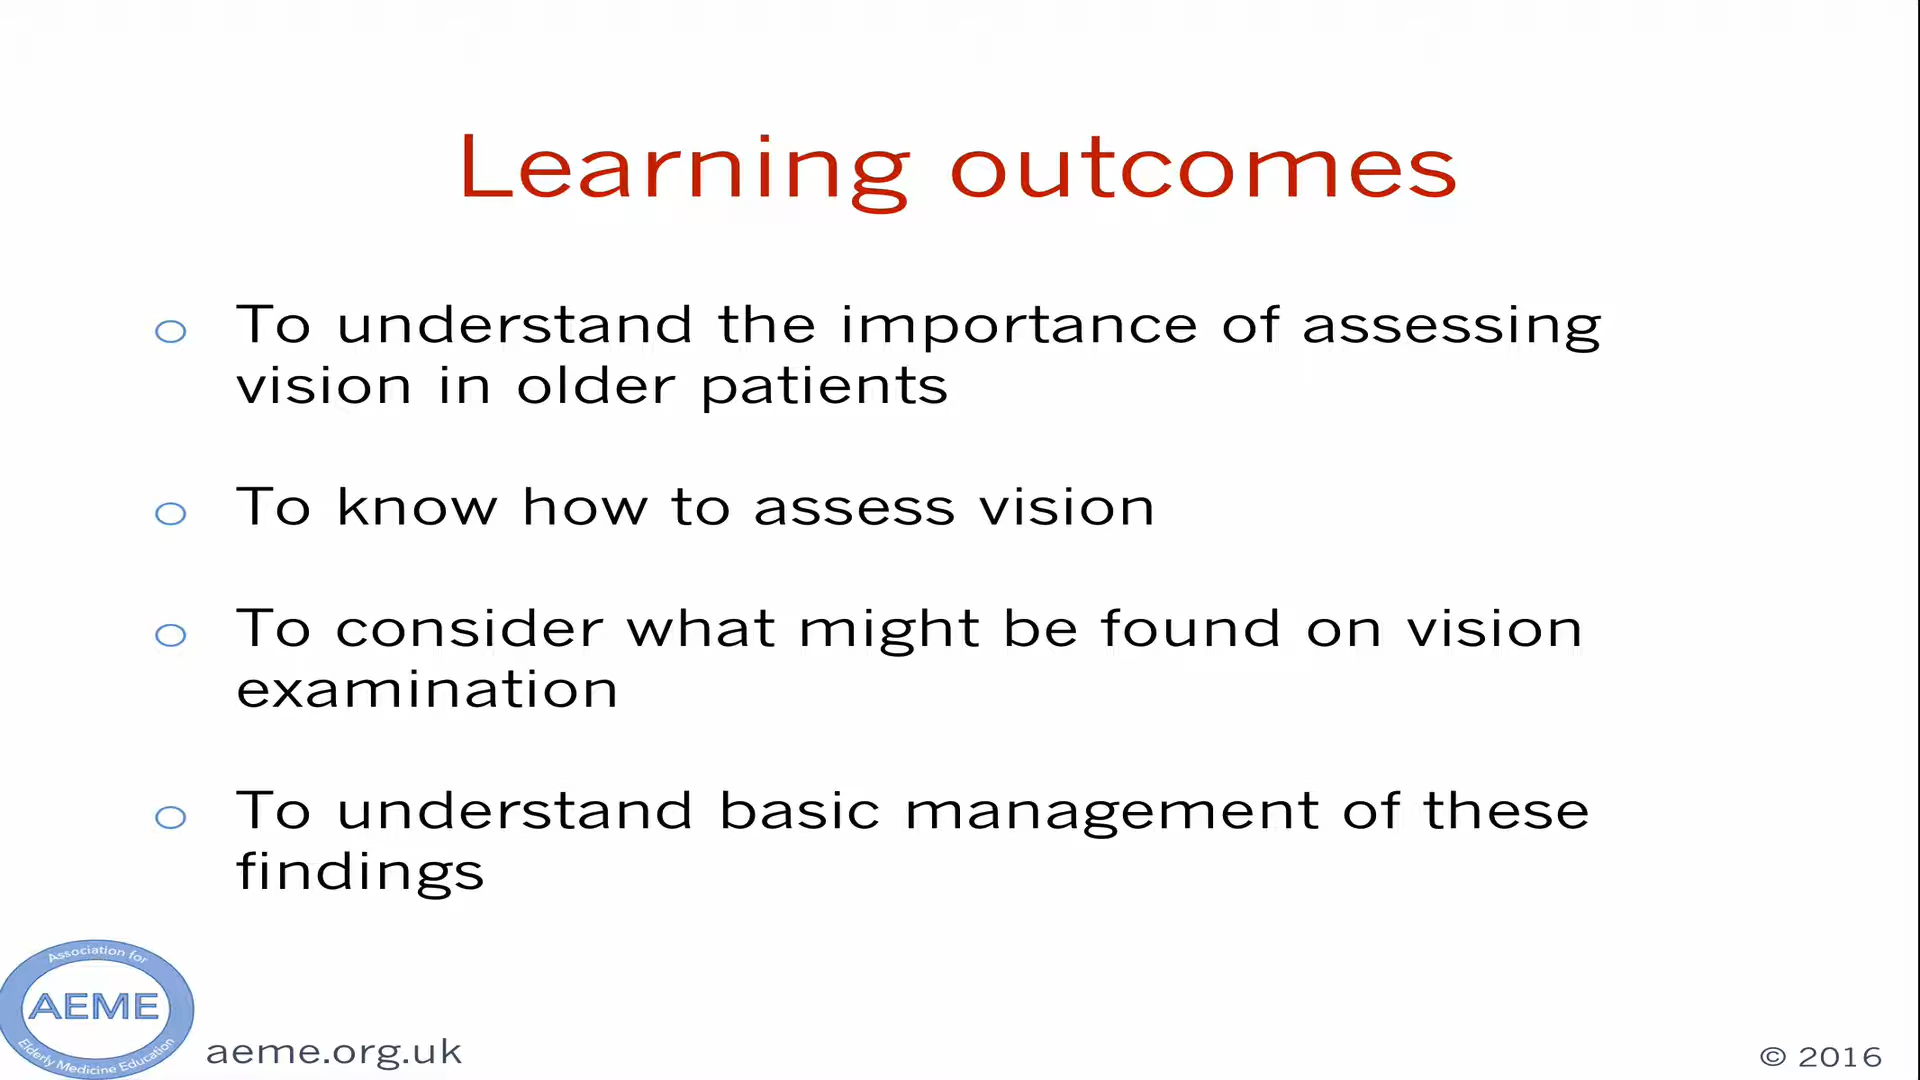 Learning outcomes
To understand the importance of assessing
vision in older patients
To know how to assess vision
To consider what might be found on vision
examination
To understand basic management of these
findings
Association for
AEME
Elderly Medicine Education
aeme.org.uk
© 2016